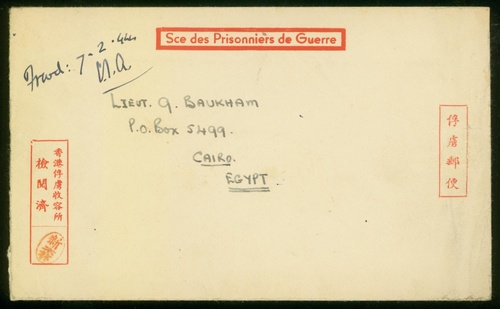 Sce des Prisonniers de Guerre
Frwd: 7-2.44
LIEUT. G. BAUKHAM
P.O. BOX 5499.
CAIRO.
EGYPT
俘虜郵便
香港俘虜收容所
檢閲濟